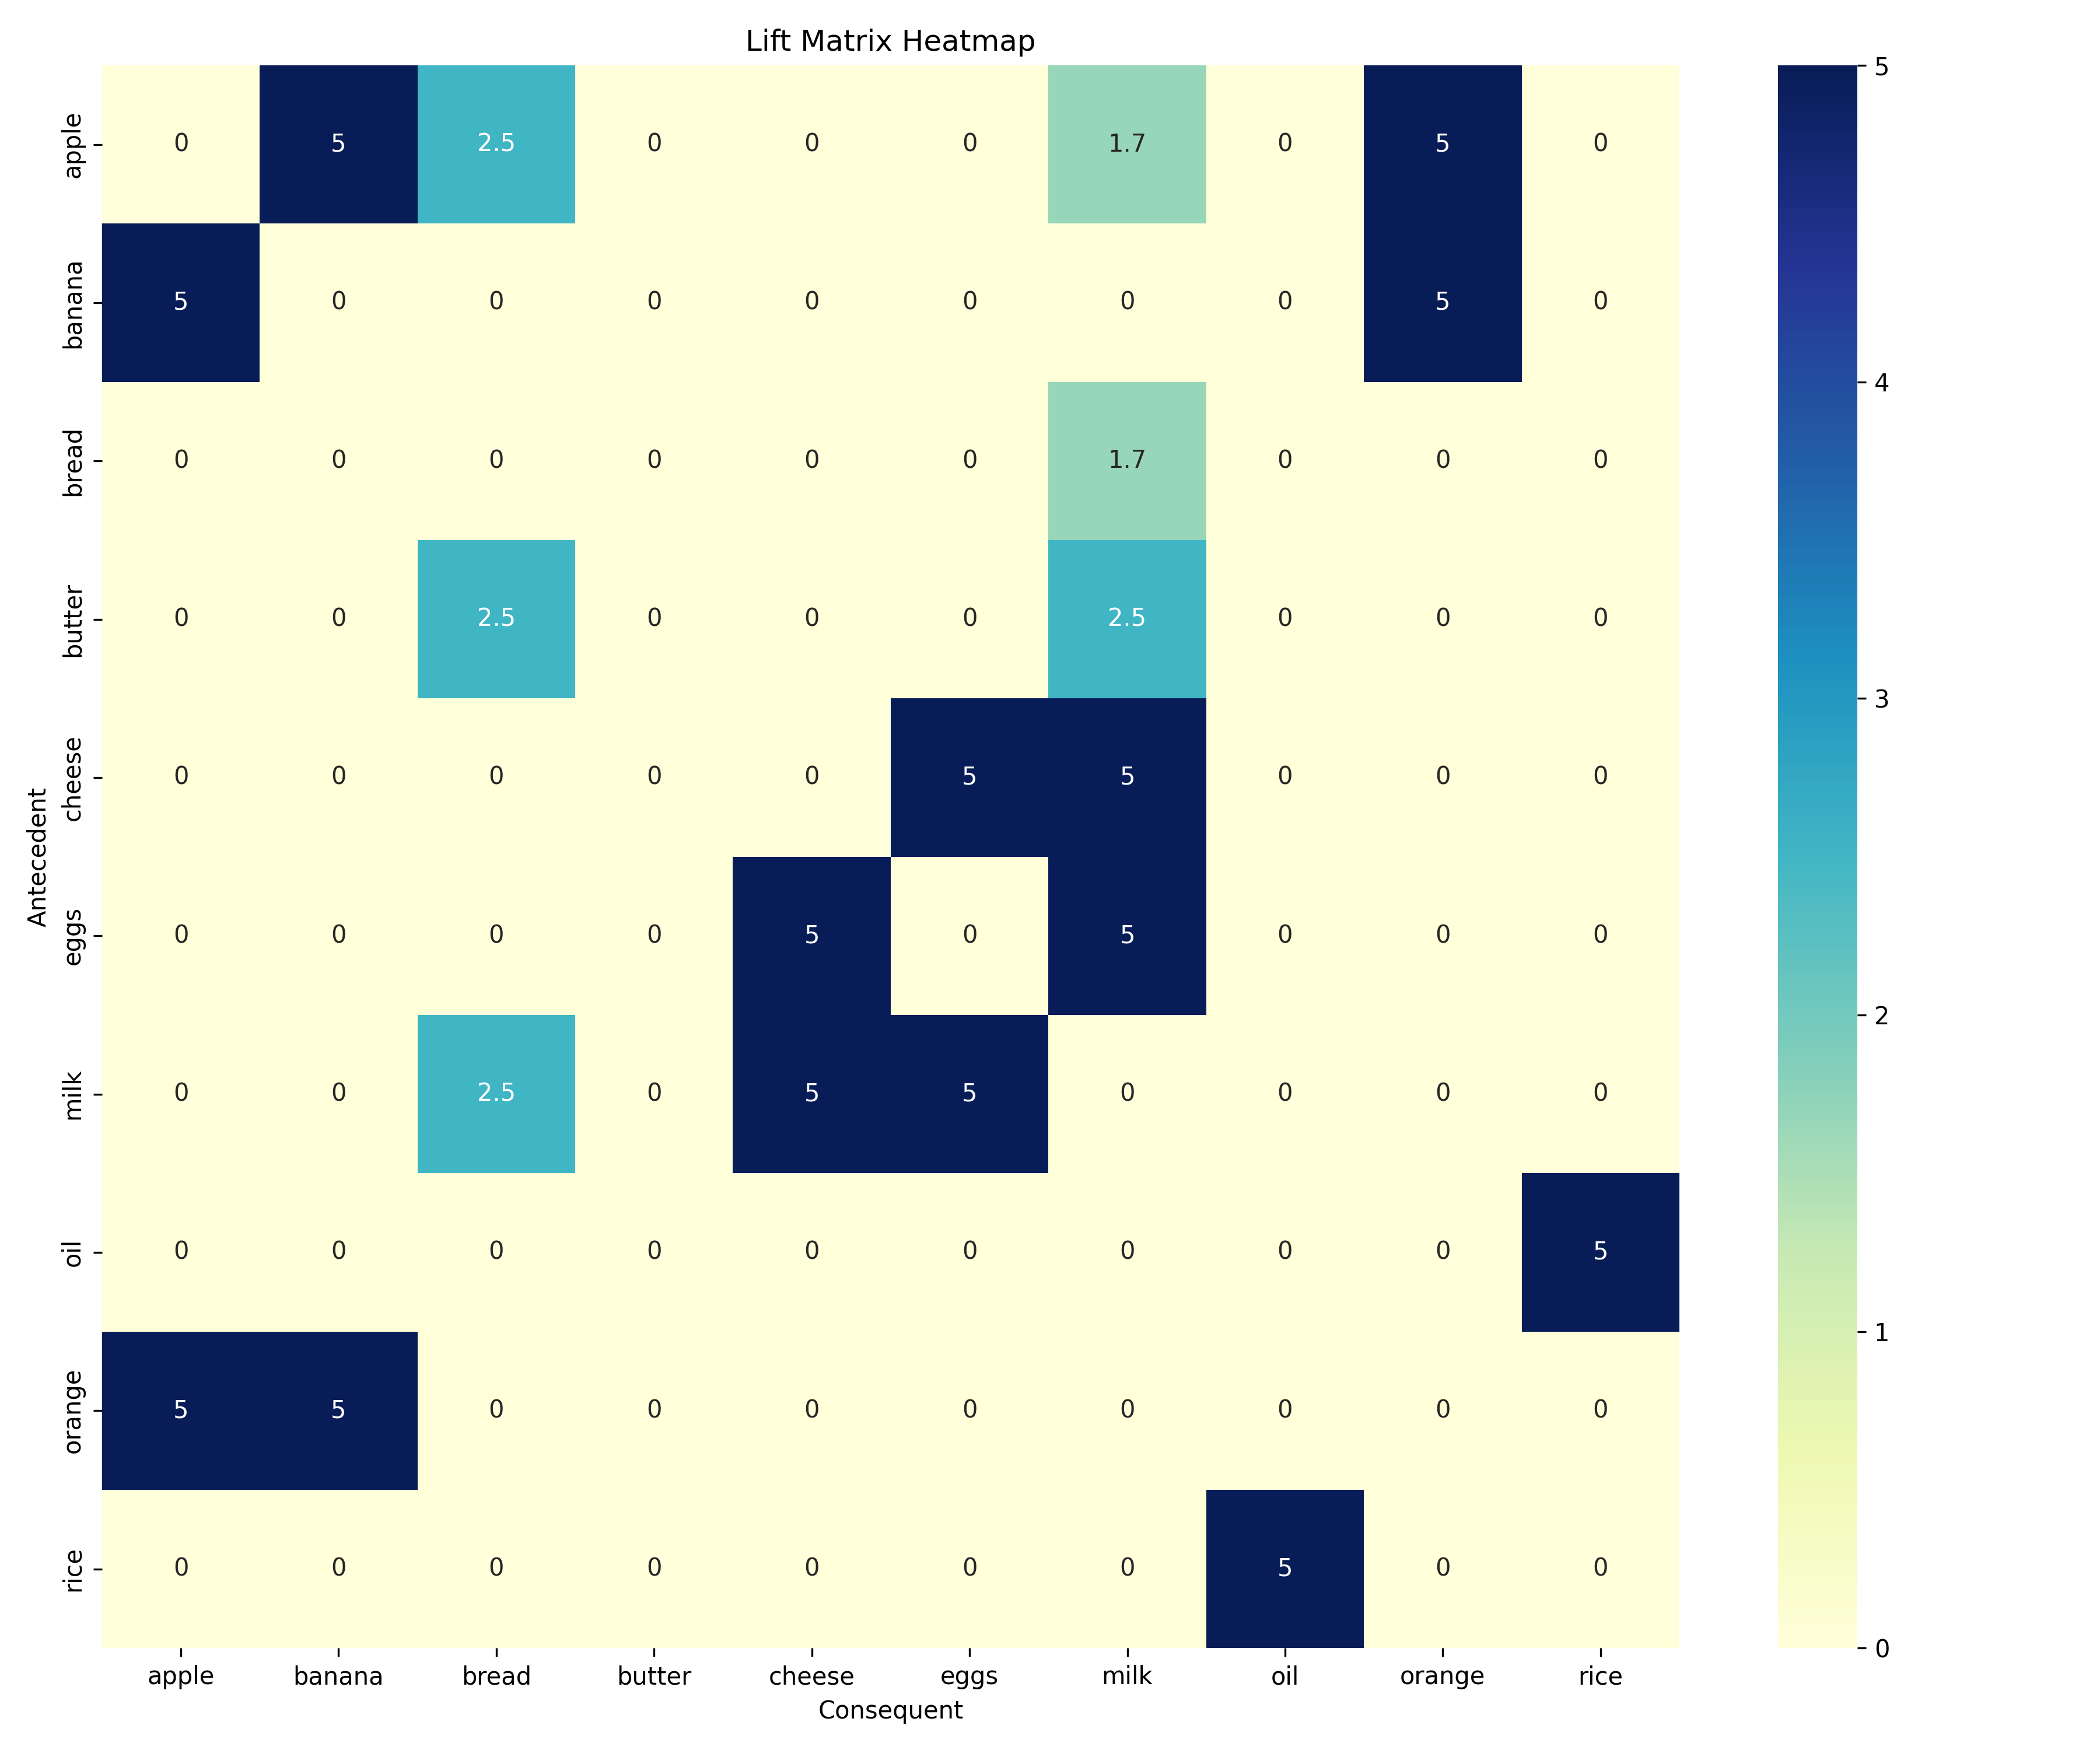 Lift Matrix Heatmap
apple 0 5 2.5 0 0 0 1.7 0 5 0
banana 5 0 0 0 0 0 0 0 5 0
bread 0 0 0 0 0 0 1.7 0 0 0
butter 0 0 2.5 0 0 0 2.5 0 0 0
cheese 0 0 0 0 0 5 5 0 0 0
eggs 0 0 0 0 5 0 5 0 0 0
milk 0 0 2.5 0 5 5 0 0 0 0
oil 0 0 0 0 0 0 0 0 0 5
orange 5 5 0 0 0 0 0 0 0 0
rice 0 0 0 0 0 0 0 5 0 0
Antecedent
apple banana bread butter cheese eggs milk oil orange rice
Consequent
5
4
3
2
1
0